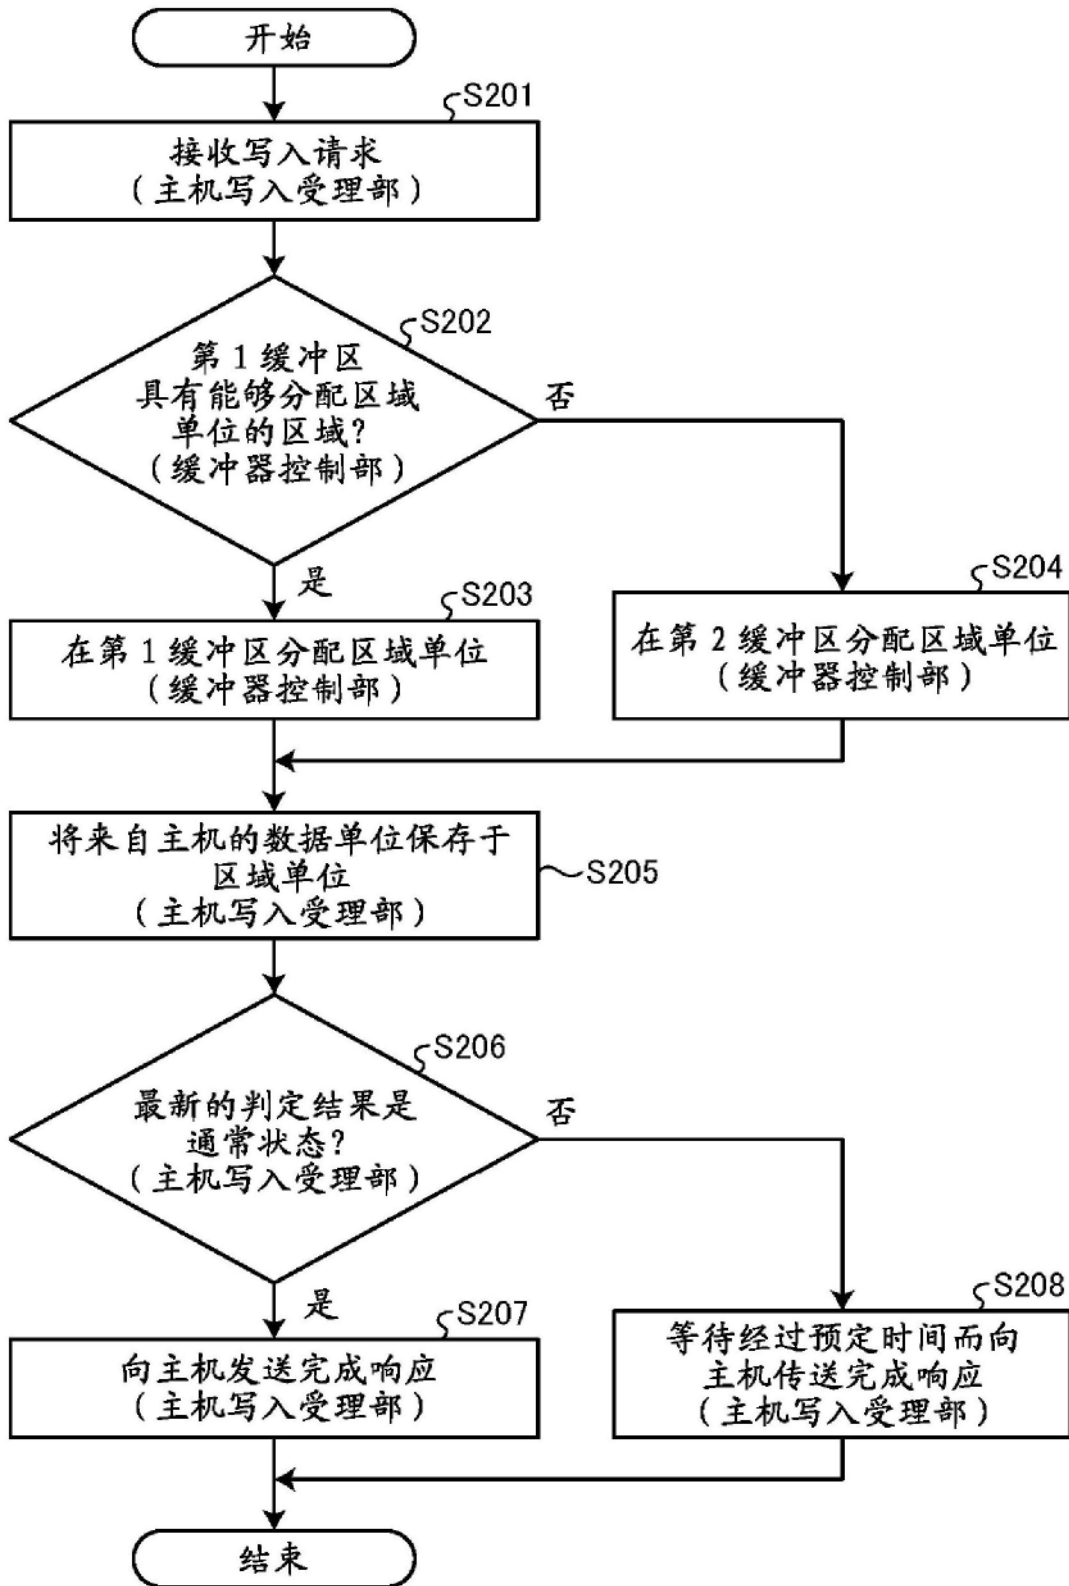 开始
S201
接收写入请求
(主机写入受理部)
S202
第1缓冲区
具有能够分配区域
单位的区域?
(缓冲器控制部)
否
是
S203
在第1缓冲区分配区域单位
(缓冲器控制部)
S204
在第2缓冲区分配区域单位
(缓冲器控制部)
将来自主机的数据单位保存于
区域单位
(主机写入受理部)
S205
S206
最新的判定结果是
通常状态?
(主机写入受理部)
否
是
S207
向主机发送完成响应
(主机写入受理部)
S208
等待经过预定时间而向
主机传送完成响应
(主机写入受理部)
结束